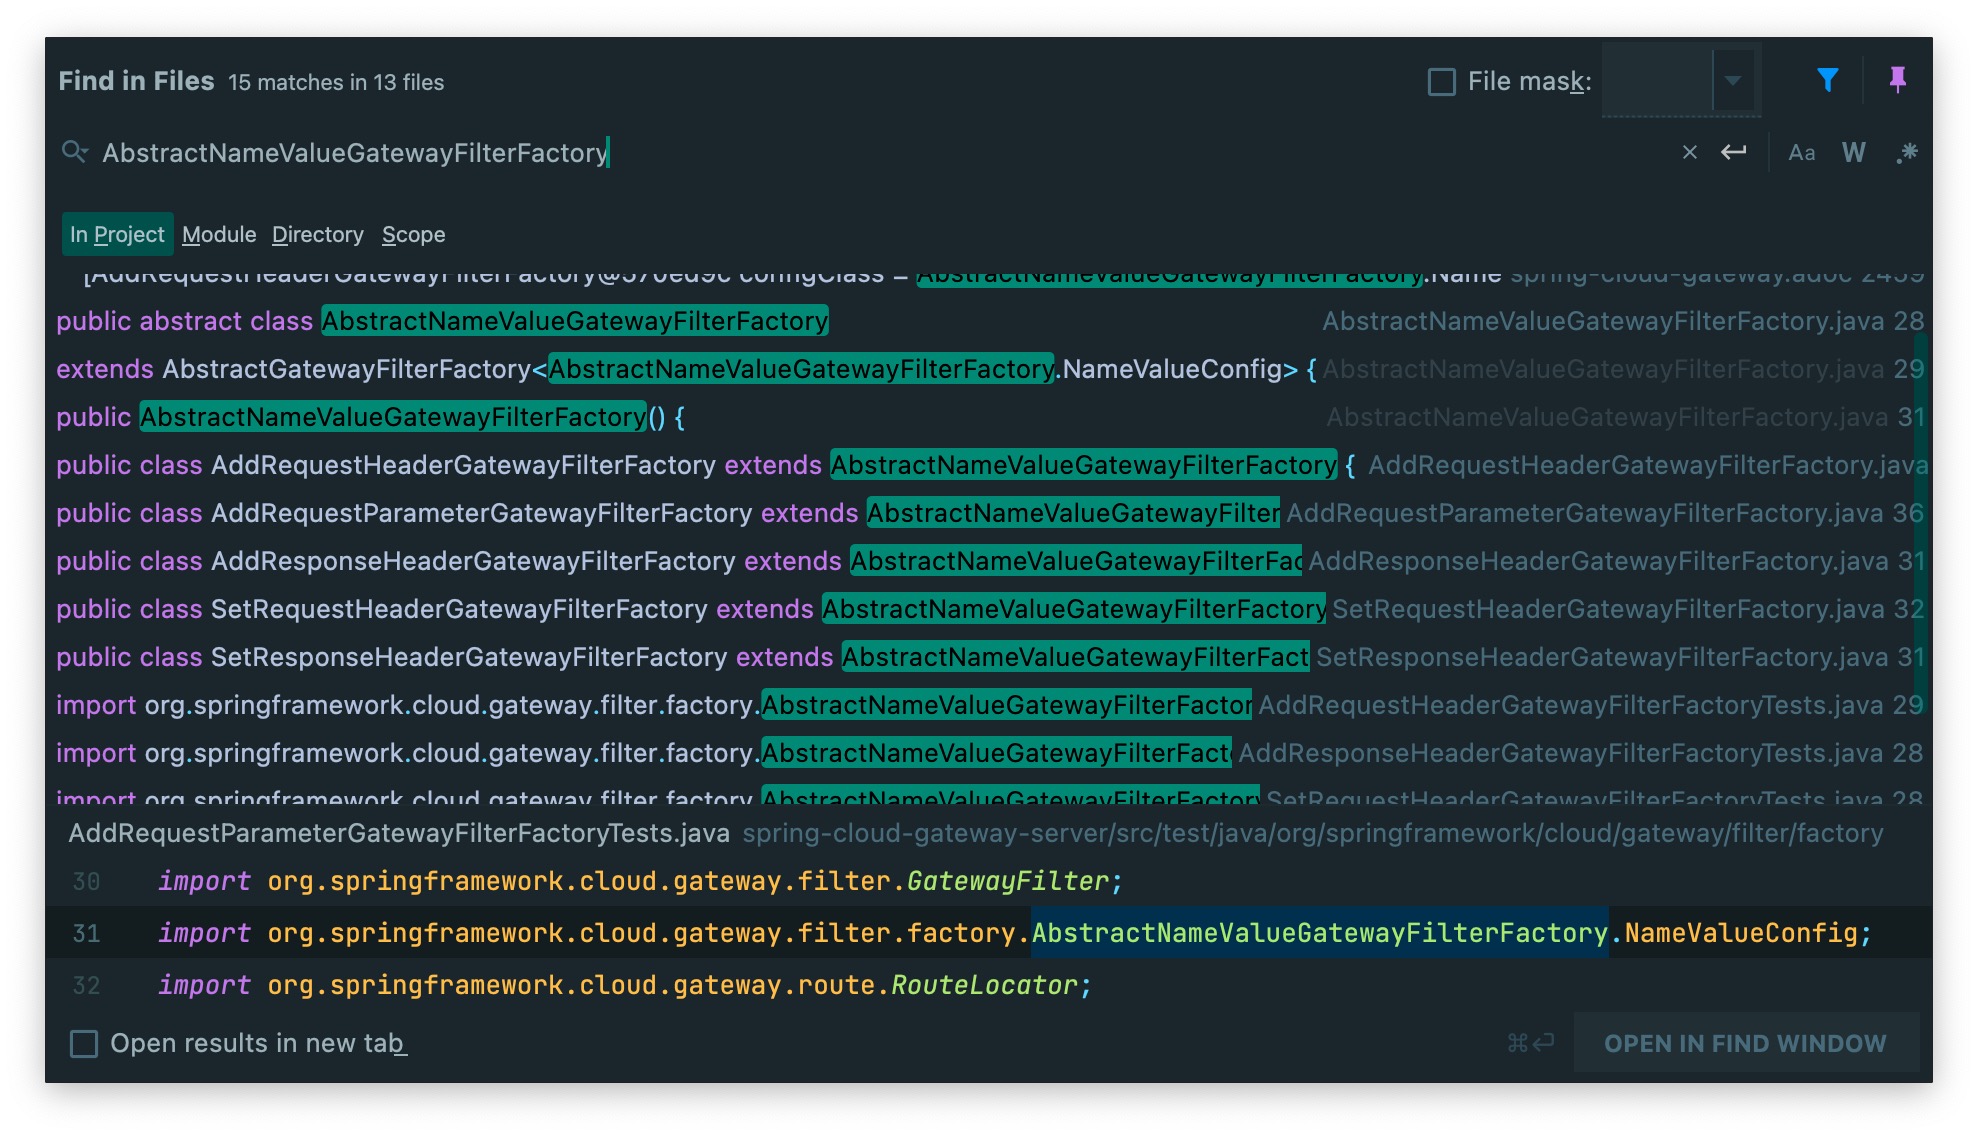 Find in Files 15 matches in 13 files File mask:
AbstractNameValueGatewayFilterFactory Aa W .*
In Project Module Directory Scope
[AddRequestHeaderGatewayFilterFactory@570ed9c configClass = AbstractNameValueGatewayFilterFactory.Name spring-cloud-gateway.adoc 2439
public abstract class AbstractNameValueGatewayFilterFactory AbstractNameValueGatewayFilterFactory.java 28
extends AbstractGatewayFilterFactory<AbstractNameValueGatewayFilterFactory.NameValueConfig> { AbstractNameValueGatewayFilterFactory.java 29
public AbstractNameValueGatewayFilterFactory() { AbstractNameValueGatewayFilterFactory.java 31
public class AddRequestHeaderGatewayFilterFactory extends AbstractNameValueGatewayFilterFactory { AddRequestHeaderGatewayFilterFactory.java
public class AddRequestParameterGatewayFilterFactory extends AbstractNameValueGatewayFilter AddRequestParameterGatewayFilterFactory.java 36
public class AddResponseHeaderGatewayFilterFactory extends AbstractNameValueGatewayFilterFac AddResponseHeaderGatewayFilterFactory.java 31
public class SetRequestHeaderGatewayFilterFactory extends AbstractNameValueGatewayFilterFactory SetRequestHeaderGatewayFilterFactory.java 32
public class SetResponseHeaderGatewayFilterFactory extends AbstractNameValueGatewayFilterFact SetResponseHeaderGatewayFilterFactory.java 31
import org.springframework.cloud.gateway.filter.factory.AbstractNameValueGatewayFilterFactor AddRequestHeaderGatewayFilterFactoryTests.java 29
import org.springframework.cloud.gateway.filter.factory.AbstractNameValueGatewayFilterFact AddResponseHeaderGatewayFilterFactoryTests.java 28
import org.springframework.cloud.gateway.filter.factory.AbstractNameValueGatewayFilterFactory SetRequestHeaderGatewayFilterFactoryTests.java 28
AddRequestParameterGatewayFilterFactoryTests.java spring-cloud-gateway-server/src/test/java/org/springframework/cloud/gateway/filter/factory
30 import org.springframework.cloud.gateway.filter.GatewayFilter;
31 import org.springframework.cloud.gateway.filter.factory.AbstractNameValueGatewayFilterFactory.NameValueConfig;
32 import org.springframework.cloud.gateway.route.RouteLocator;
Open results in new tab ⌘⏎ OPEN IN FIND WINDOW